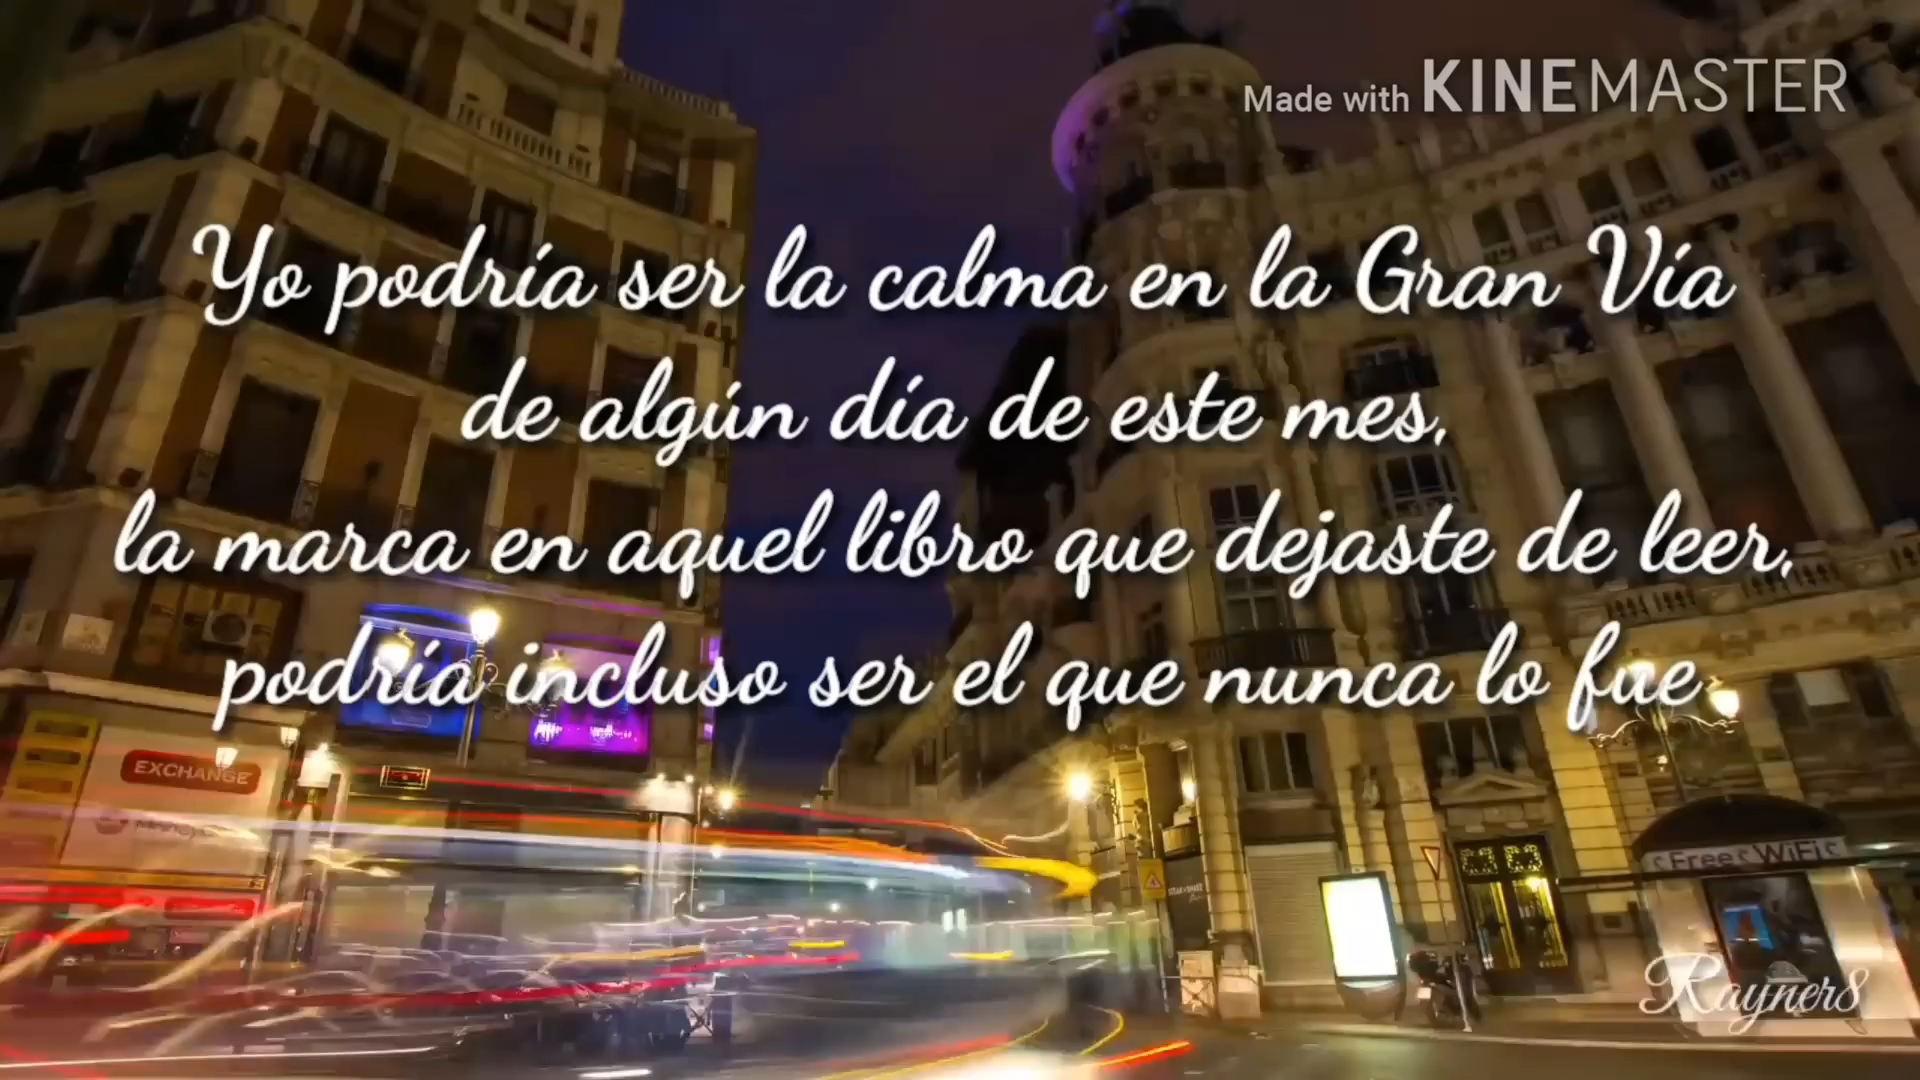 Made with KINEMASTER
Yo podría ser la calma en la Gran Vía
de algún día de este mes,
la marca en aquel libro que dejaste de leer,
podría incluso ser el que nunca lo fue
EXCHANGE
Free WiFi
Rayner8